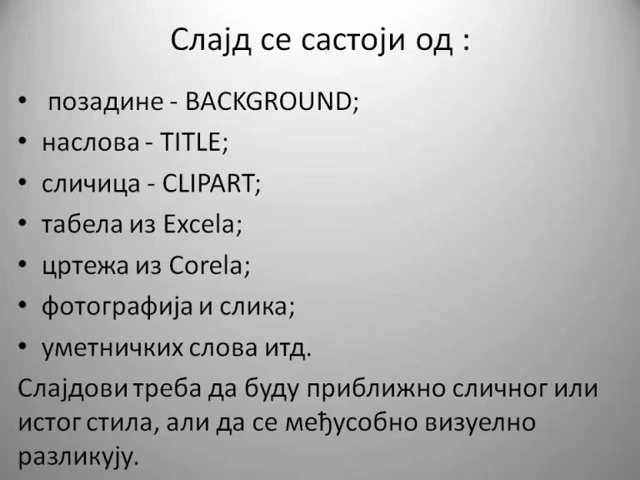 Слајд се састоји од :
• позадине - BACKGROUND;
• наслова - TITLE;
• сличица - CLIPART;
• табела из Excela;
• цртежа из Corela;
• фотографија и слика;
• уметничких слова итд.
Слајдови треба да буду приближно сличног или
истог стила, али да се међусобно визуелно
разликују.